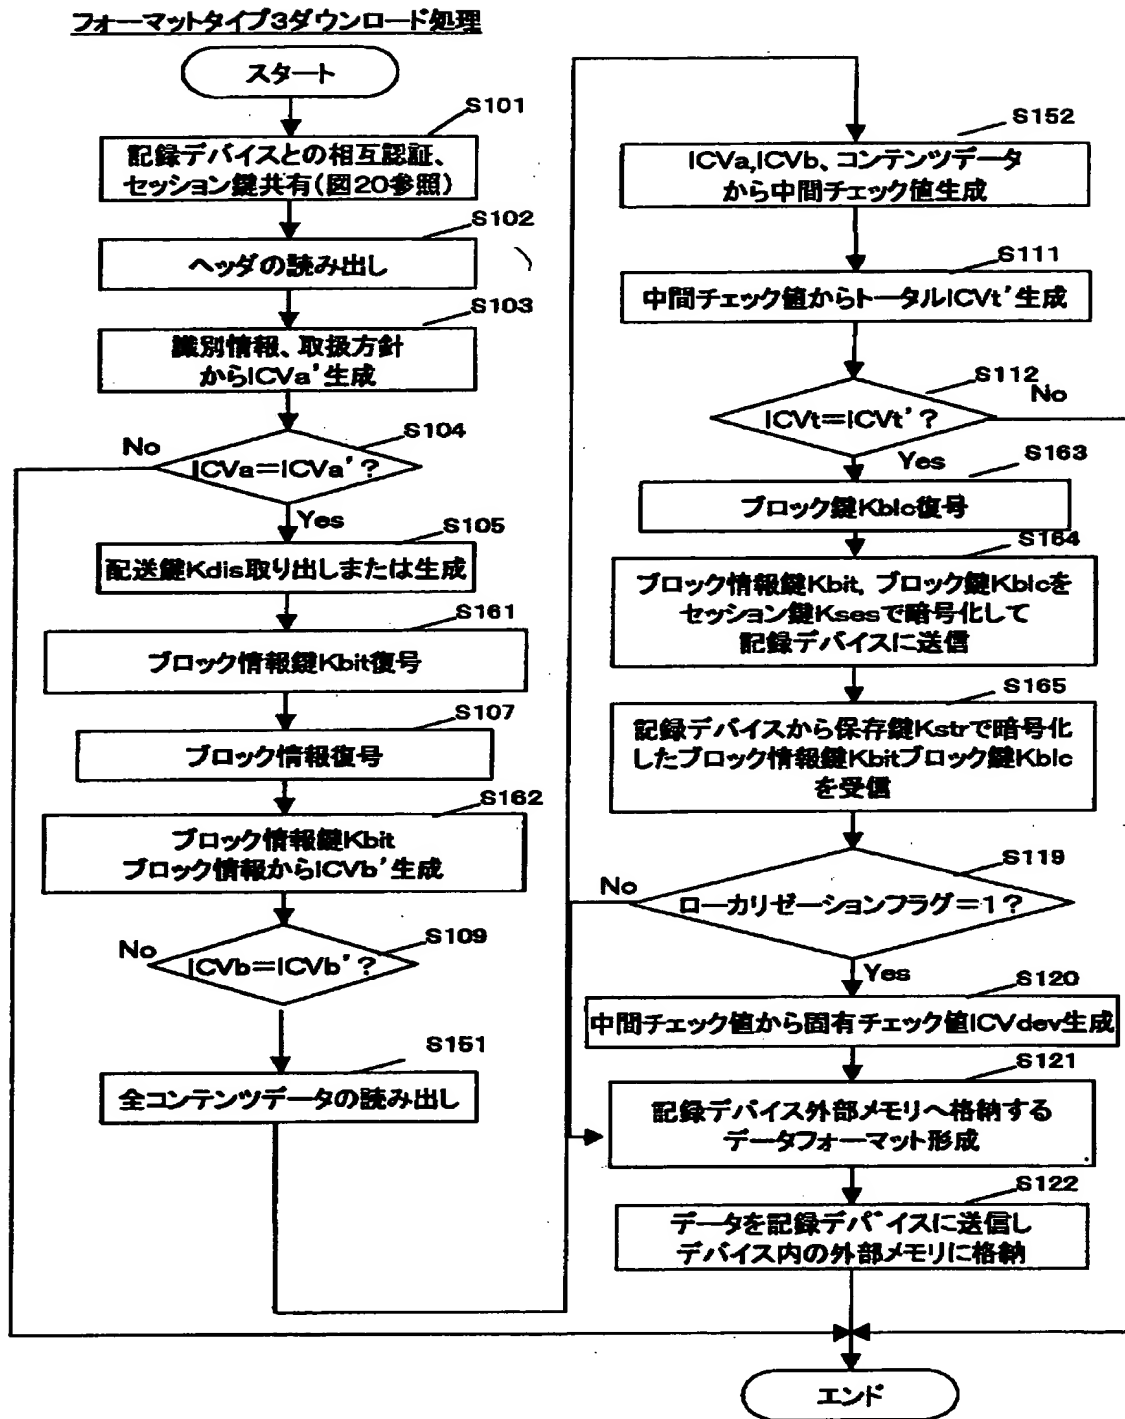 フォーマットタイプ3ダウンロード処理
スタート
S101
記録デバイスとの相互認証、
セッション鍵共有(図20参照)
S102
ヘッダの読み出し
S103
識別情報、取扱方針
からICVa'生成
S104
No
ICVa=ICVa'?
Yes
S105
配送鍵Kdis取り出しまたは生成
S161
ブロック情報鍵Kbit復号
S107
ブロック情報復号
S162
ブロック情報鍵Kbit
ブロック情報からICVb'生成
S109
No
ICVb=ICVb'?
S151
全コンテンツデータの読み出し
S152
ICVa,ICVb、コンテンツデータ
から中間チェック値生成
S111
中間チェック値からトータルICVt'生成
S112
No
ICVt=ICVt'?
Yes
S163
ブロック鍵Kblc復号
S164
ブロック情報鍵Kbit, ブロック鍵Kblcを
セッション鍵Ksesで暗号化して
記録デバイスに送信
S165
記録デバイスから保存鍵Kstrで暗号化
したブロック情報鍵Kbitブロック鍵Kblc
を受信
S119
No
ローカリゼーションフラグ=1?
Yes
S120
中間チェック値から固有チェック値ICVdev生成
S121
記録デバイス外部メモリへ格納する
データフォーマット形成
S122
データを記録デバイスに送信し
デバイス内の外部メモリに格納
エンド